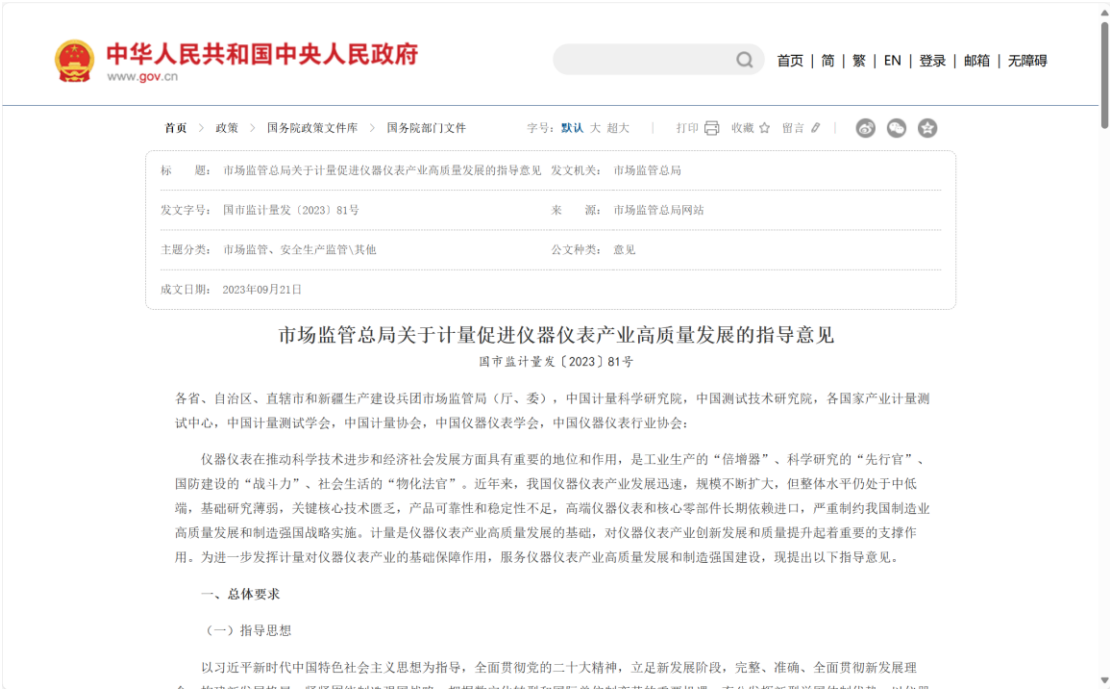 中华人民共和国中央人民政府
www.gov.cn
首页 | 简 | 繁 | EN | 登录 | 邮箱 | 无障碍
首页 > 政策 > 国务院政策文件库 > 国务院部门文件 字号：默认 大 超大 | 打印 收藏 留言 |
标 题： 市场监管总局关于计量促进仪器仪表产业高质量发展的指导意见 发文机关： 市场监管总局
发文字号： 国市监计量发〔2023〕81号 来 源： 市场监管总局网站
主题分类： 市场监管、安全生产监管\其他 公文种类： 意见
成文日期： 2023年09月21日
市场监管总局关于计量促进仪器仪表产业高质量发展的指导意见
国市监计量发〔2023〕81号
各省、自治区、直辖市和新疆生产建设兵团市场监管局（厅、委），中国计量科学研究院，中国测试技术研究院，各国家产业计量测
试中心，中国计量测试学会，中国计量协会，中国仪器仪表学会，中国仪器仪表行业协会：
仪器仪表在推动科学技术进步和经济社会发展方面具有重要的地位和作用，是工业生产的“倍增器”、科学研究的“先行官”、
国防建设的“战斗力”、社会生活的“物化法官”。近年来，我国仪器仪表产业发展迅速，规模不断扩大，但整体水平仍处于中低
端，基础研究薄弱，关键核心技术匮乏，产品可靠性和稳定性不足，高端仪器仪表和核心零部件长期依赖进口，严重制约我国制造业
高质量发展和制造强国战略实施。计量是仪器仪表产业高质量发展的基础，对仪器仪表产业创新发展和质量提升起着重要的支撑作
用。为进一步发挥计量对仪器仪表产业的基础保障作用，服务仪器仪表产业高质量发展和制造强国建设，现提出以下指导意见。
一、总体要求
（一）指导思想
以习近平新时代中国特色社会主义思想为指导，全面贯彻党的二十大精神，立足新发展阶段，完整、准确、全面贯彻新发展理